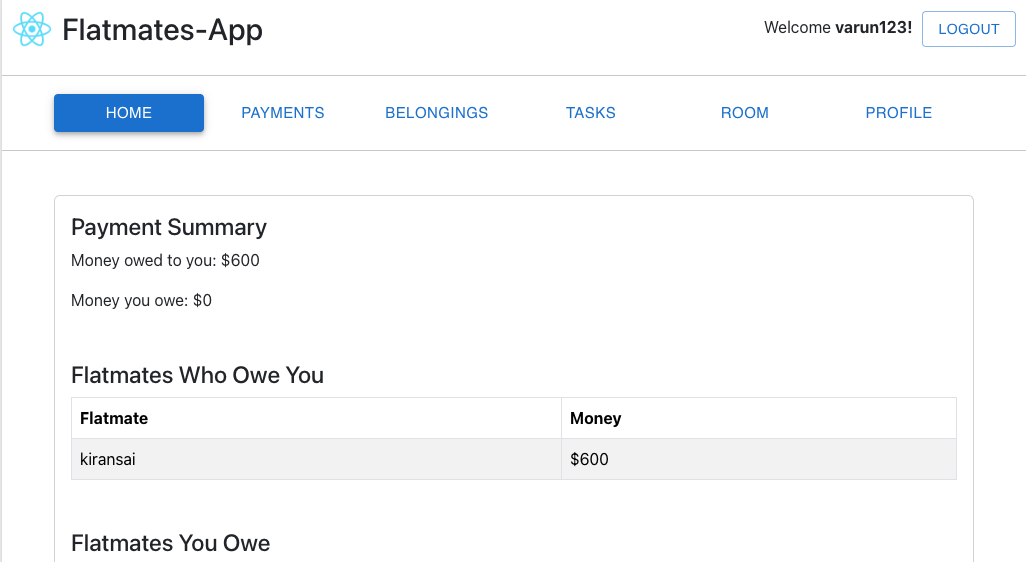 Flatmates-App
Welcome varun123!
LOGOUT
HOME PAYMENTS BELONGINGS TASKS ROOM PROFILE
Payment Summary
Money owed to you: $600
Money you owe: $0
Flatmates Who Owe You
Flatmate Money
kiransai $600
Flatmates You Owe